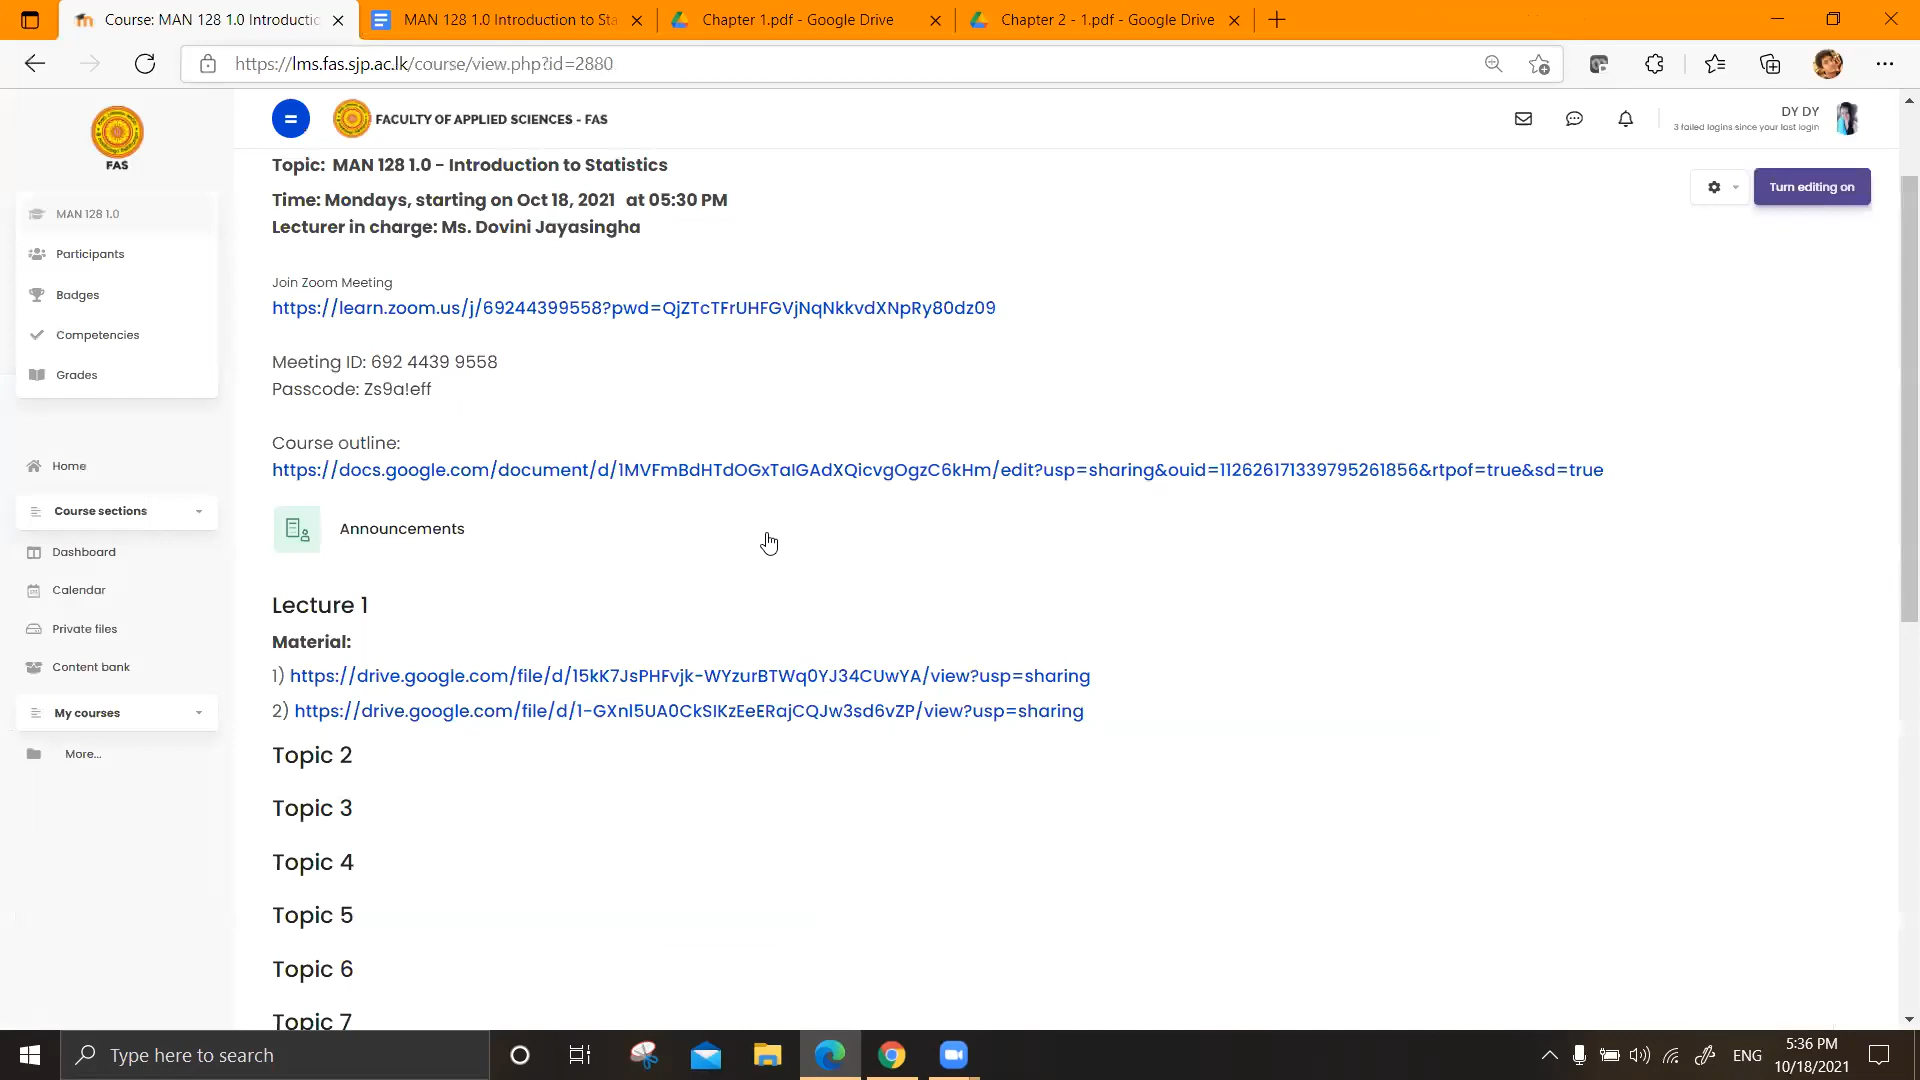 Course: MAN 128 1.0 Introductic
MAN 128 1.0 Introduction to Sta
Chapter 1.pdf - Google Drive
Chapter 2 - 1.pdf - Google Drive
https://lms.fas.sjp.ac.lk/course/view.php?id=2880
FAS
FACULTY OF APPLIED SCIENCES - FAS
DY DY
3 failed logins since your last login
MAN 128 1.0
Participants
Badges
Competencies
Grades
Home
Course sections
Dashboard
Calendar
Private files
Content bank
My courses
More...
Topic: MAN 128 1.0 - Introduction to Statistics
Turn editing on
Time: Mondays, starting on Oct 18, 2021 at 05:30 PM
Lecturer in charge: Ms. Dovini Jayasingha
Join Zoom Meeting
https://learn.zoom.us/j/69244399558?pwd=QjZTcTFrUHFGVjNqNkkvdXNpRy80dz09
Meeting ID: 692 4439 9558
Passcode: Zs9a!eff
Course outline:
https://docs.google.com/document/d/1MVFmBdHTdOGxTaIGAdXQicvgOgzC6kHm/edit?usp=sharing&ouid=112626171339795261856&rtpof=true&sd=true
Announcements
Lecture 1
Material:
1) https://drive.google.com/file/d/15kK7JsPHFvjk-WYzurBTWq0YJ34CUwYA/view?usp=sharing
2) https://drive.google.com/file/d/1-GXnl5UA0CkSIKzEeERajCQJw3sd6vZP/view?usp=sharing
Topic 2
Topic 3
Topic 4
Topic 5
Topic 6
Topic 7
Type here to search
ENG
5:36 PM
10/18/2021